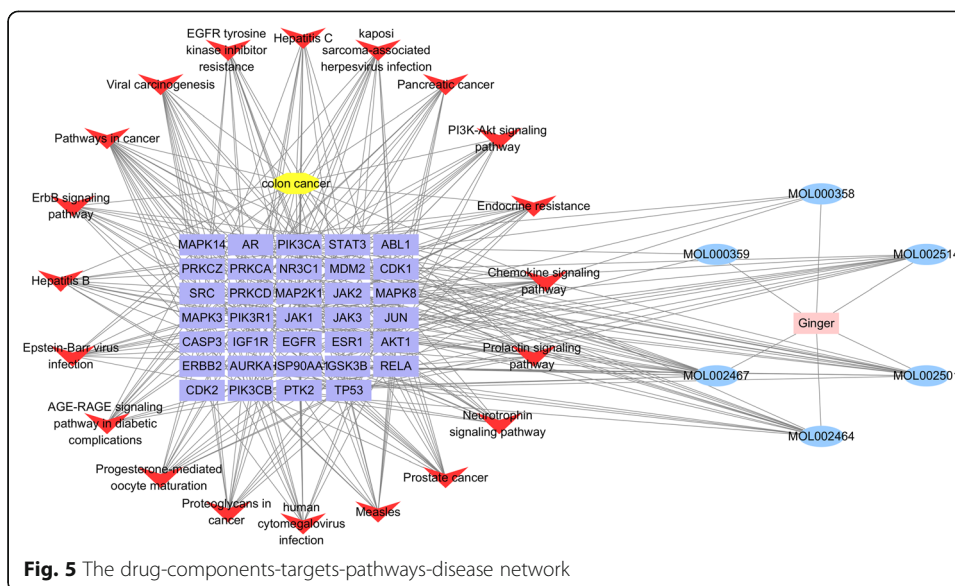 EGFR tyrosine
kinase inhibitor
resistance
Hepatitis C
kaposi
sarcoma-associated
herpesvirus infection
Viral carcinogenesis
Pancreatic cancer
Pathways in cancer
PI3K-Akt signaling
pathway
colon cancer
ErbB signaling
pathway
Endocrine resistance
MOL000358
MAPK14 AR PIK3CA STAT3 ABL1
PRKCZ PRKCA NR3C1 MDM2 CDK1
SRC PRKCD MAP2K1 JAK2 MAPK8
MAPK3 PIK3R1 JAK1 JAK3 JUN
CASP3 IGF1R EGFR ESR1 AKT1
ERBB2 AURKA HSP90AA1 GSK3B RELA
CDK2 PIK3CB PTK2 TP53
MOL000359
MOL002514
Hepatitis B
Chemokine signaling
pathway
Ginger
Epstein-Barr virus
infection
Prolactin signaling
pathway
MOL002467
MOL002501
AGE-RAGE signaling
pathway in diabetic
complications
Neurotrophin
signaling pathway
MOL002464
Progesterone-mediated
oocyte maturation
Prostate cancer
Proteoglycans in
cancer
human
cytomegalovirus
infection
Measles
Fig. 5 The drug-components-targets-pathways-disease network